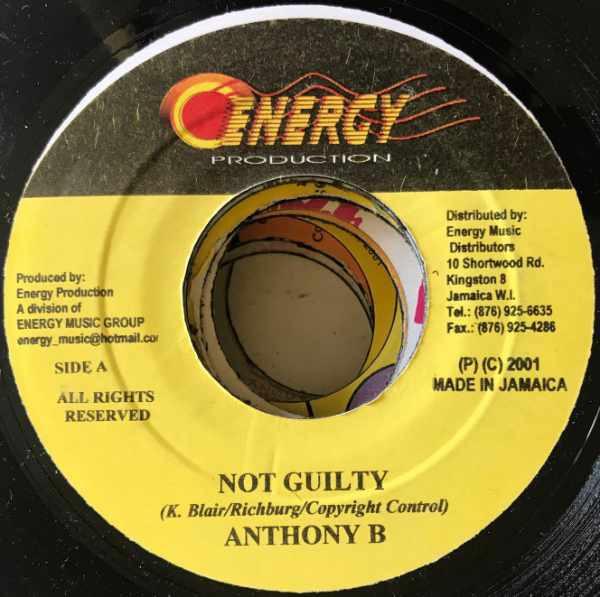 ENERGY
PRODUCTION
Produced by:
Energy Production
A division of
ENERGY MUSIC GROUP
energy_music@hotmail.co
SIDE A
ALL RIGHTS
RESERVED
Distributed by:
Energy Music
Distributors
10 Shortwood Rd.
Kingston 8
Jamaica W.I.
Tel.: (876) 925-6635
Fax.: (876) 925-4286
(P) (C) 2001
MADE IN JAMAICA
NOT GUILTY
(K. Blair/Richburg/Copyright Control)
ANTHONY B